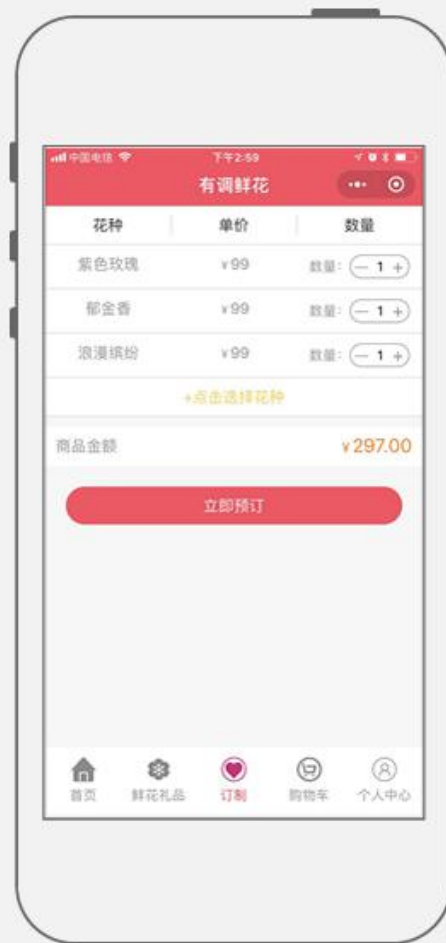 中国电信 下午2:59
有调鲜花
花种 单价 数量
紫色玫瑰 ¥99 数量: — 1 +
郁金香 ¥99 数量: — 1 +
浪漫缤纷 ¥99 数量: — 1 +
+点击选择花种
商品金额 ¥297.00
立即预订
首页 鲜花礼品 订制 购物车 个人中心